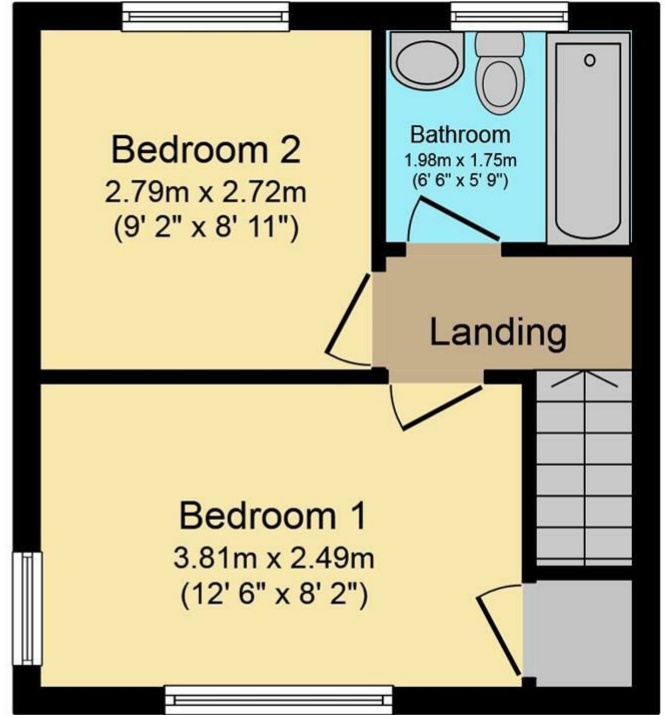 Bedroom 2
2.79m x 2.72m
(9' 2" x 8' 11")
Bathroom
1.98m x 1.75m
(6' 6" x 5' 9")
Landing
Bedroom 1
3.81m x 2.49m
(12' 6" x 8' 2")